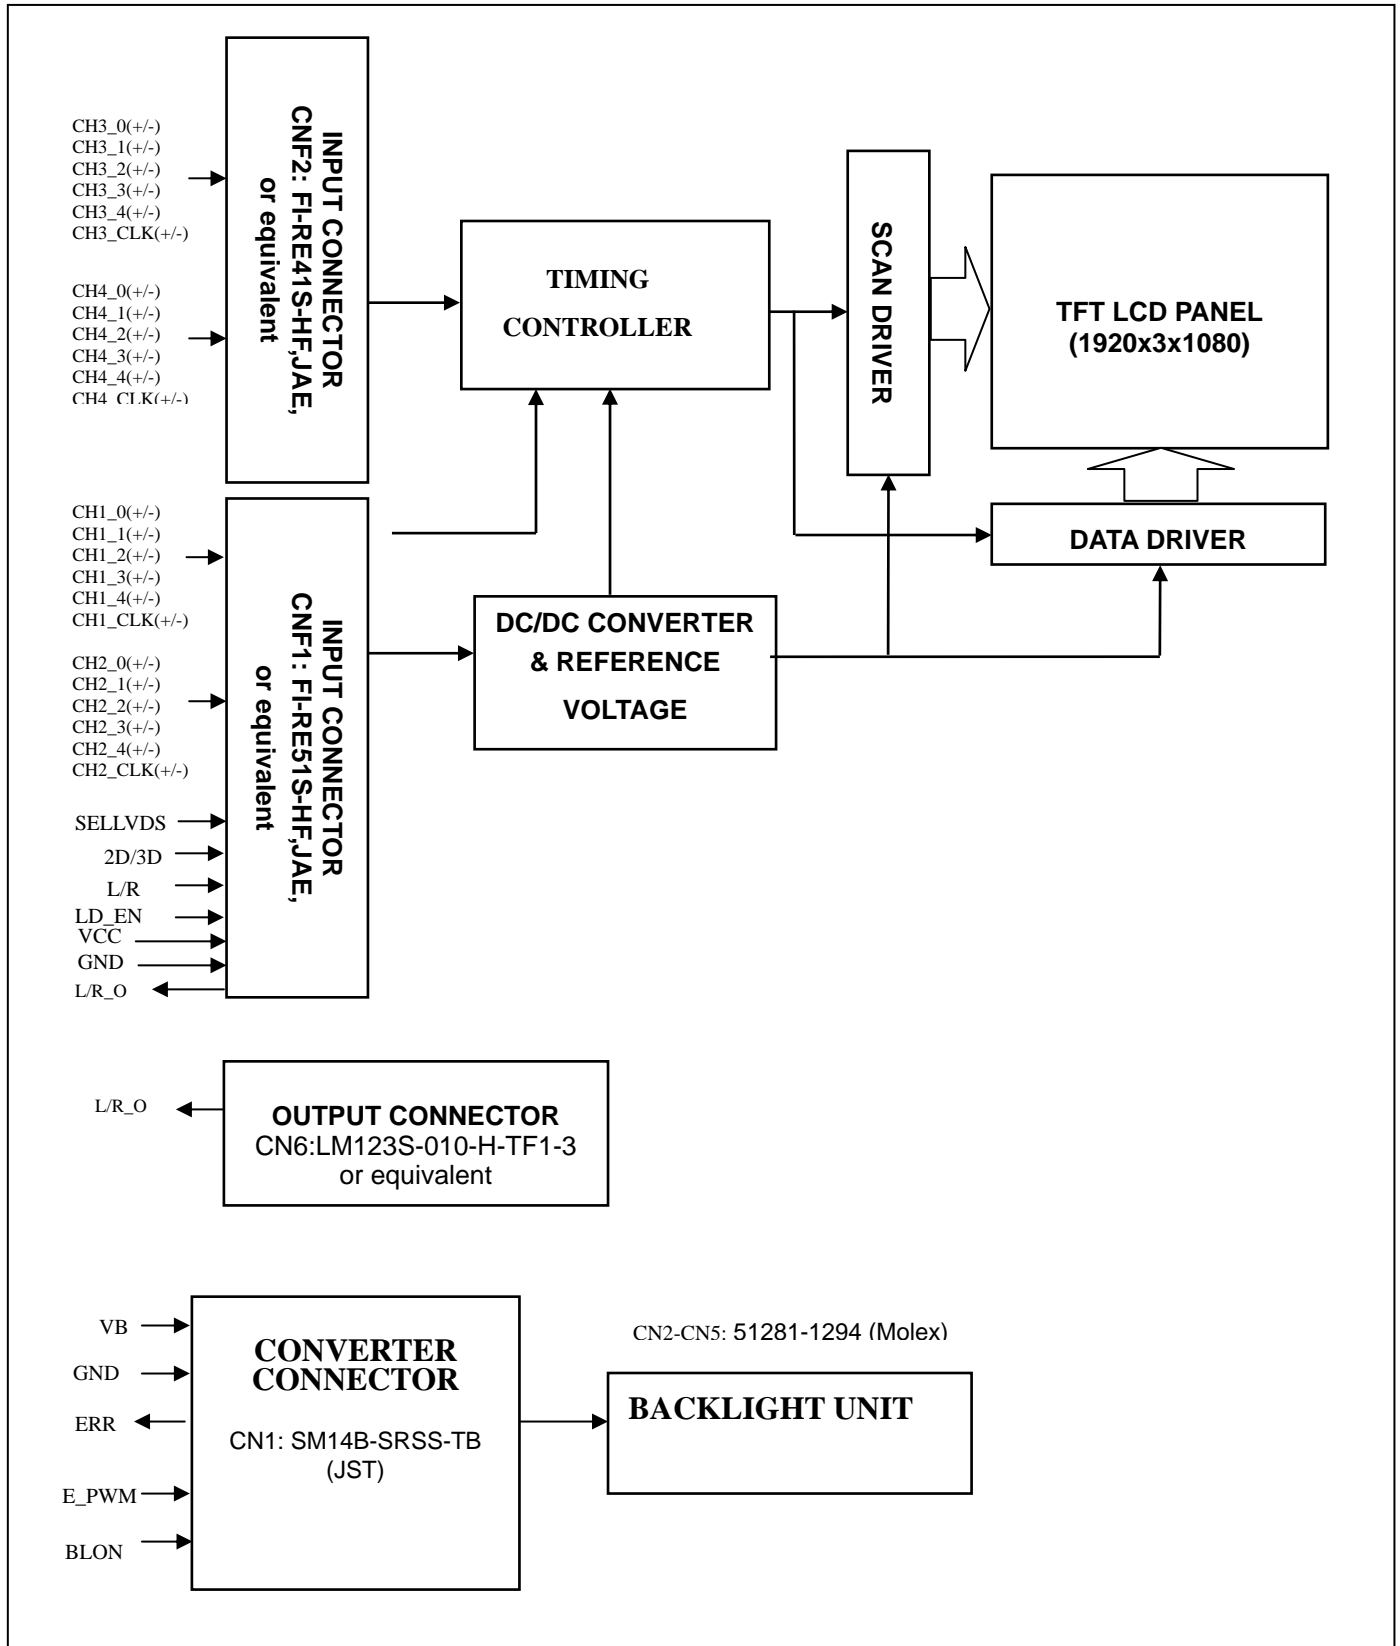 CH3_0(+/-)
CH3_1(+/-)
CH3_2(+/-)
CH3_3(+/-)
CH3_4(+/-)
CH3_CLK(+/-)
CH4_0(+/-)
CH4_1(+/-)
CH4_2(+/-)
CH4_3(+/-)
CH4_4(+/-)
CH4_CLK(+/-)
INPUT CONNECTOR
CNF2: FI-RE41S-HF,JAE,
or equivalent
TIMING
CONTROLLER
SCAN DRIVER
TFT LCD PANEL
(1920x3x1080)
DATA DRIVER
CH1_0(+/-)
CH1_1(+/-)
CH1_2(+/-)
CH1_3(+/-)
CH1_4(+/-)
CH1_CLK(+/-)
CH2_0(+/-)
CH2_1(+/-)
CH2_2(+/-)
CH2_3(+/-)
CH2_4(+/-)
CH2_CLK(+/-)
SELLVDS
2D/3D
L/R
LD_EN
VCC
GND
L/R_O
INPUT CONNECTOR
CNF1: FI-RE51S-HF,JAE,
or equivalent
DC/DC CONVERTER
& REFERENCE
VOLTAGE
L/R_O
OUTPUT CONNECTOR
CN6:LM123S-010-H-TF1-3
or equivalent
VB
GND
ERR
E_PWM
BLON
CONVERTER
CONNECTOR
CN1: SM14B-SRSS-TB
(JST)
CN2-CN5: 51281-1294 (Molex)
BACKLIGHT UNIT